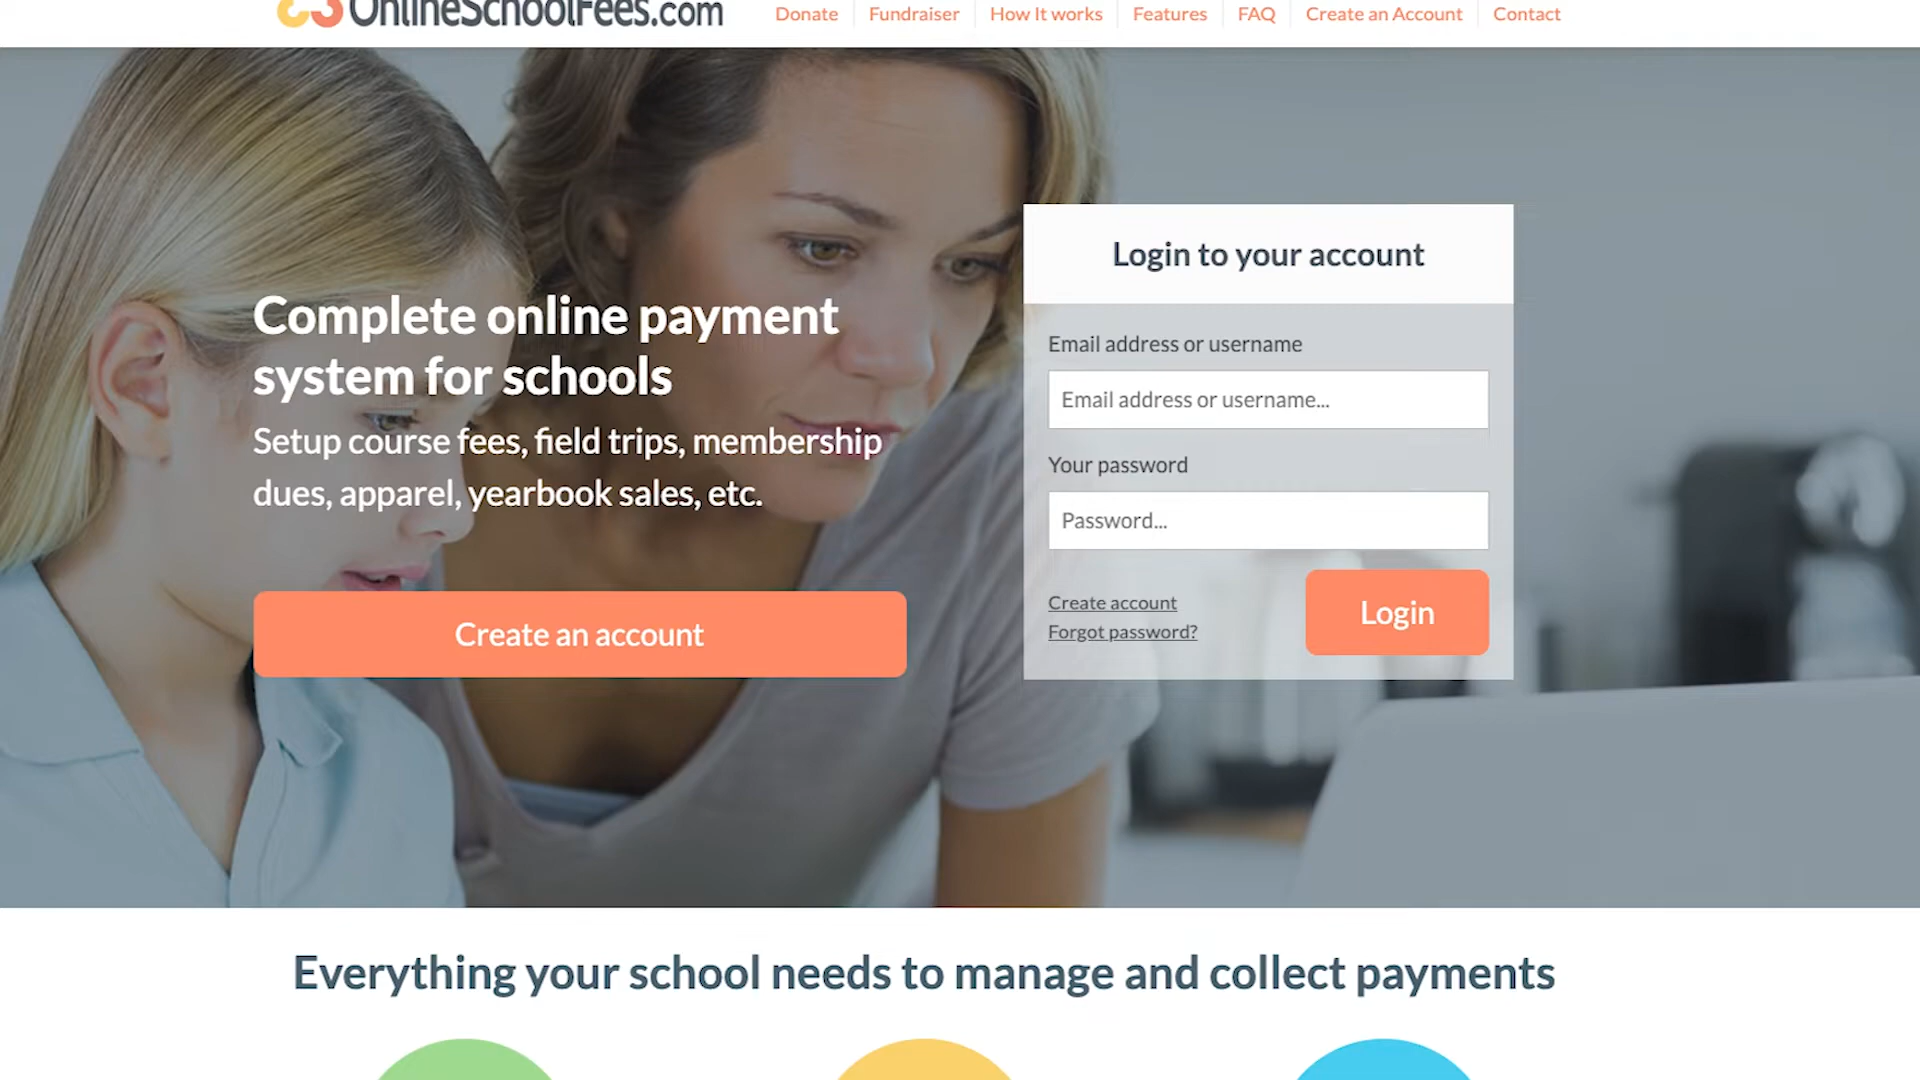 OnlineSchoolFees.com
Donate
Fundraiser
How It works
Features
FAQ
Create an Account
Contact
Complete online payment
system for schools
Setup course fees, field trips, membership
dues, apparel, yearbook sales, etc.
Create an account
Login to your account
Email address or username
Email address or username...
Your password
Password...
Create account
Forgot password?
Login
Everything your school needs to manage and collect payments